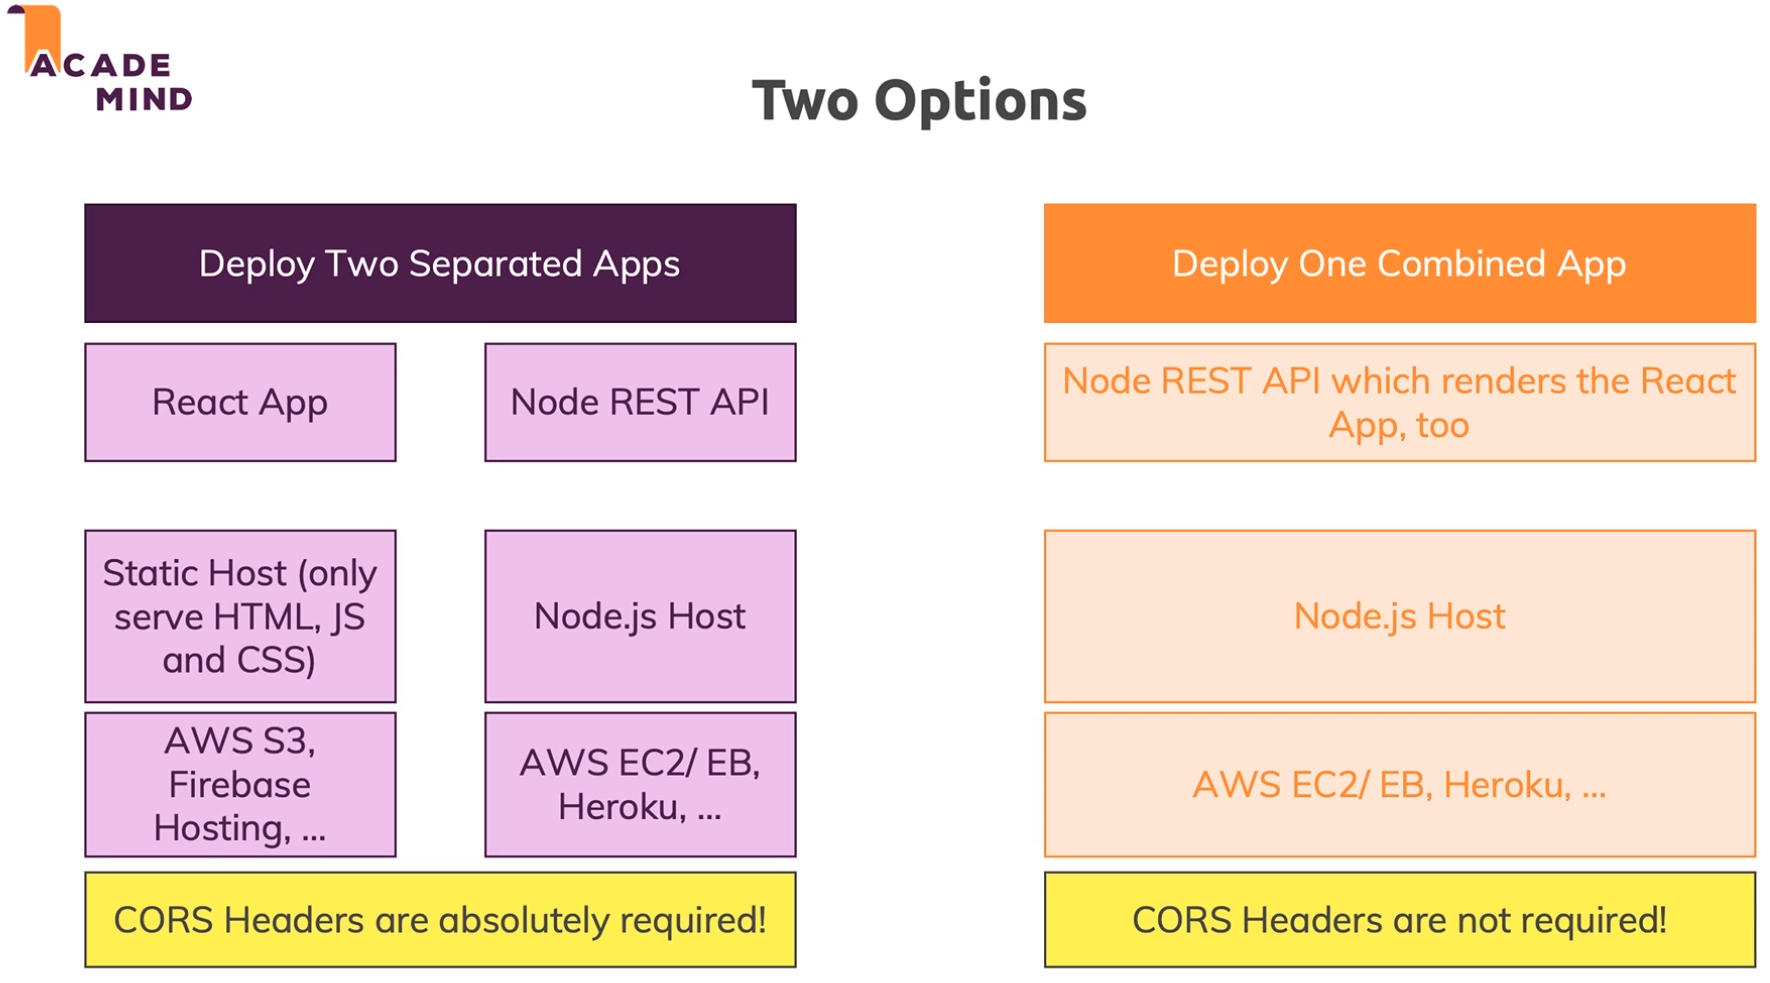 ACADE
MIND
Two Options
Deploy Two Separated Apps
React App
Node REST API
Static Host (only
serve HTML, JS
and CSS)
Node.js Host
AWS S3,
Firebase
Hosting, ...
AWS EC2/ EB,
Heroku, ...
CORS Headers are absolutely required!
Deploy One Combined App
Node REST API which renders the React
App, too
Node.js Host
AWS EC2/ EB, Heroku, ...
CORS Headers are not required!